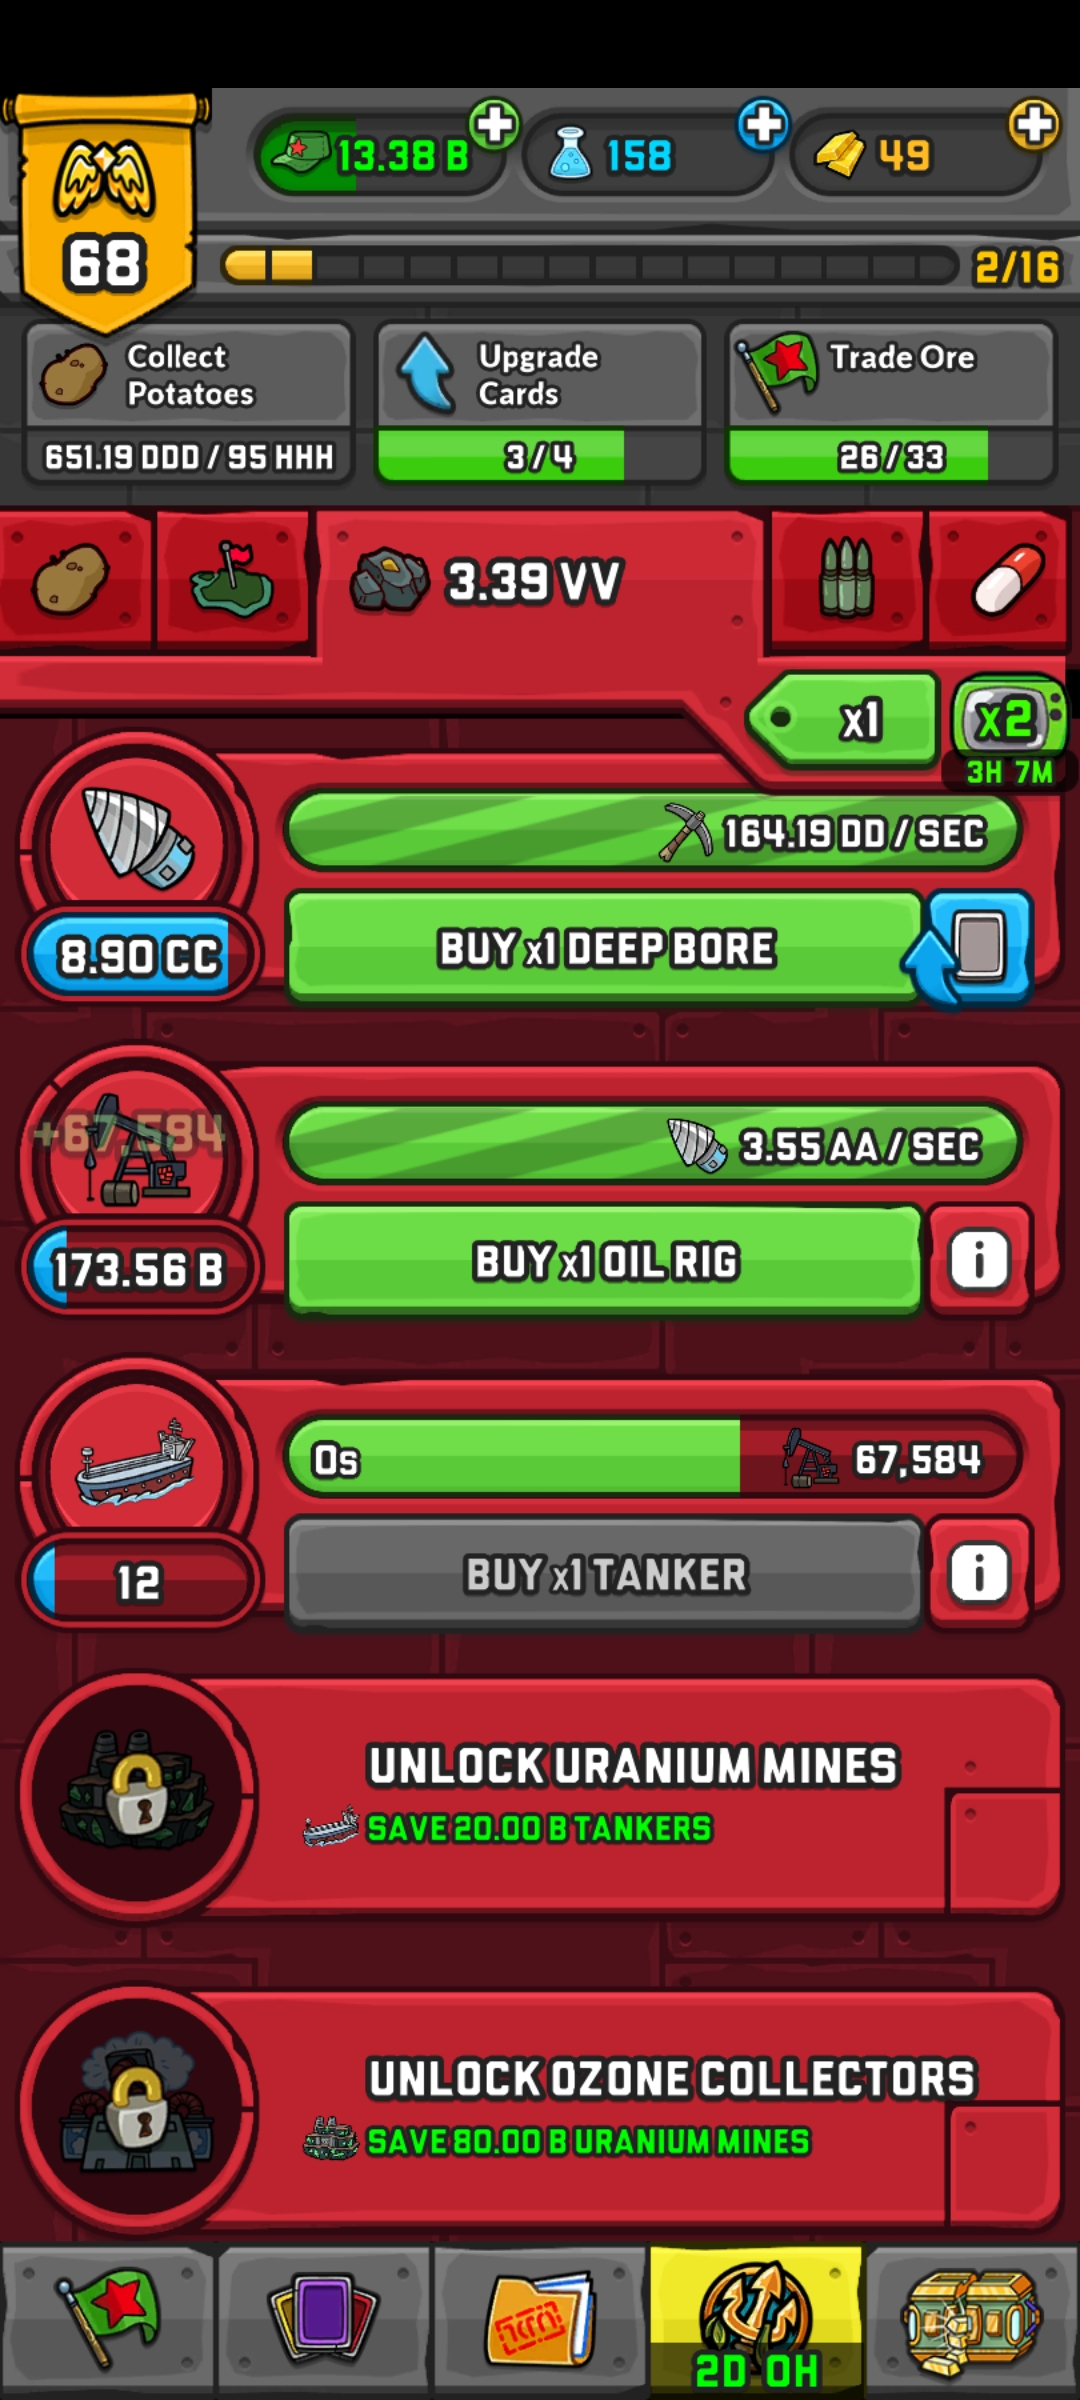 13.38 B
158
49
68
2/16
Collect
Potatoes
651.19 DDD / 95 HHH
Upgrade
Cards
3/4
Trade Ore
26/33
3.39 VV
x1
x2
3H 7M
164.19 DD / SEC
8.90 CC
BUY x1 DEEP BORE
+67,584
3.55 AA / SEC
173.56 B
BUY x1 OIL RIG
i
0s
67,584
12
BUY x1 TANKER
i
UNLOCK URANIUM MINES
SAVE 20.00 B TANKERS
UNLOCK OZONE COLLECTORS
SAVE 80.00 B URANIUM MINES
2D 0H